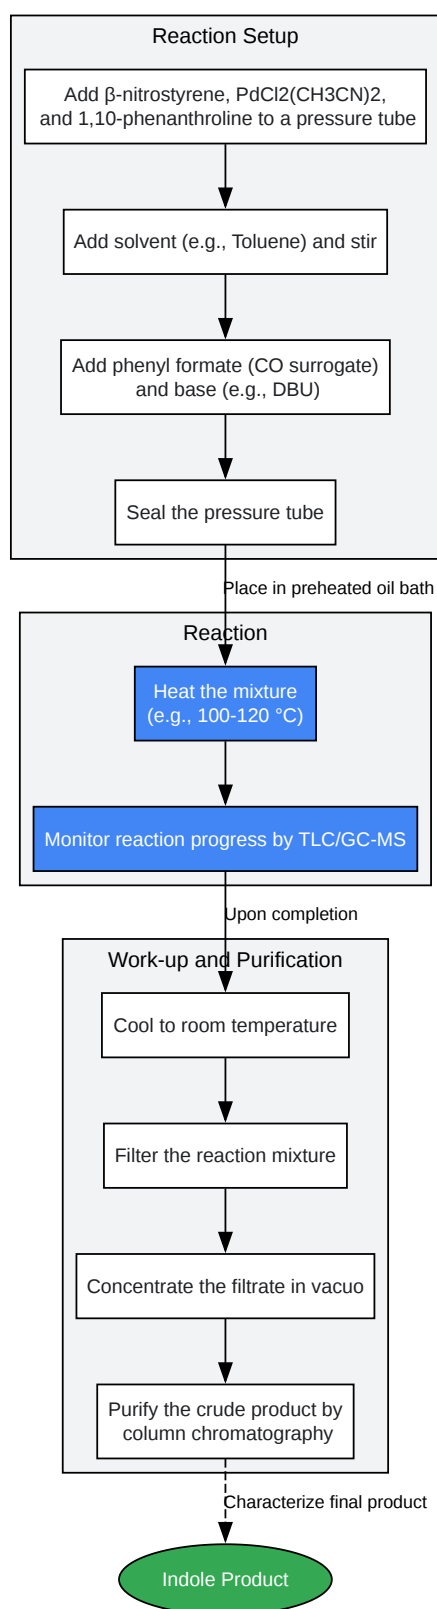 Reaction Setup
Add β-nitrostyrene, PdCl2(CH3CN)2,
and 1,10-phenanthroline to a pressure tube
Add solvent (e.g., Toluene) and stir
Add phenyl formate (CO surrogate)
and base (e.g., DBU)
Seal the pressure tube
Place in preheated oil bath
Reaction
Heat the mixture
(e.g., 100-120 °C)
Monitor reaction progress by TLC/GC-MS
Upon completion
Work-up and Purification
Cool to room temperature
Filter the reaction mixture
Concentrate the filtrate in vacuo
Purify the crude product by
column chromatography
Characterize final product
Indole Product